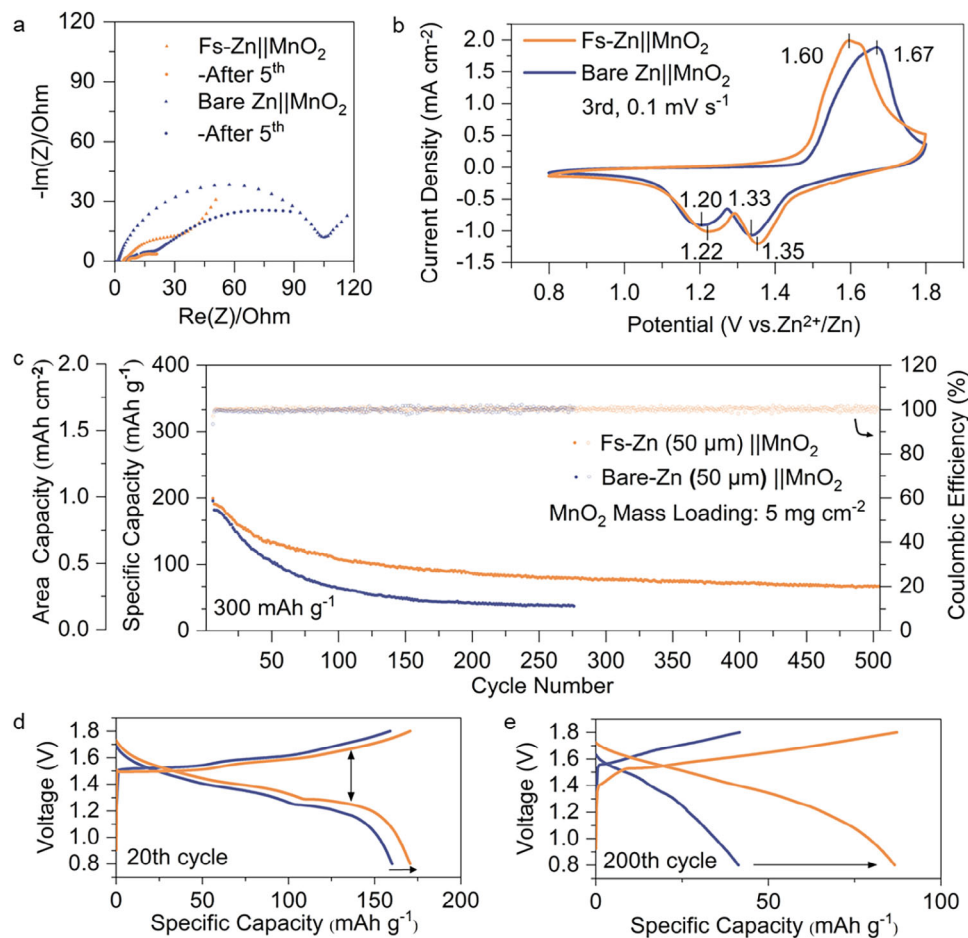 a
120
90
60
30
0
-Im(Z)/Ohm
Fs-Zn||MnO₂
-After 5ᵗʰ
Bare Zn||MnO₂
-After 5ᵗʰ
0 30 60 90 120
Re(Z)/Ohm
b
2.0
1.5
1.0
0.5
0.0
-0.5
-1.0
-1.5
Current Density (mA cm⁻²)
Fs-Zn||MnO₂
Bare Zn||MnO₂
3rd, 0.1 mV s⁻¹
1.60 1.67
1.20 1.33
1.22 1.35
0.8 1.0 1.2 1.4 1.6 1.8
Potential (V vs.Zn²⁺/Zn)
c
2.0
1.5
1.0
0.5
0.0
Area Capacity (mAh cm⁻²)
400
300
200
100
0
Specific Capacity (mAh g⁻¹)
Fs-Zn (50 µm) ||MnO₂
Bare-Zn (50 µm) ||MnO₂
MnO₂ Mass Loading: 5 mg cm⁻²
300 mAh g⁻¹
120
100
80
60
40
20
0
Coulombic Efficiency (%)
50 100 150 200 250 300 350 400 450 500
Cycle Number
d
1.8
1.6
1.4
1.2
1.0
0.8
Voltage (V)
20th cycle
0 50 100 150 200
Specific Capacity (mAh g⁻¹)
e
1.8
1.6
1.4
1.2
1.0
0.8
Voltage (V)
200th cycle
0 50 100
Specific Capacity (mAh g⁻¹)